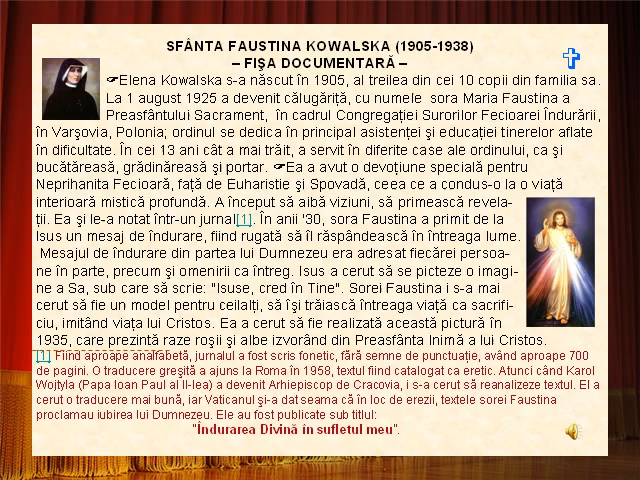 SFÂNTA FAUSTINA KOWALSKA (1905-1938)
– FIŞA DOCUMENTARĂ –
☛Elena Kowalska s-a născut în 1905, al treilea din cei 10 copii din familia sa.
La 1 august 1925 a devenit călugăriţă, cu numele sora Maria Faustina a
Preasfântului Sacrament, în cadrul Congregaţiei Surorilor Fecioarei Îndurării,
în Varşovia, Polonia; ordinul se dedica în principal asistenţei şi educaţiei tinerelor aflate
în dificultate. În cei 13 ani cât a mai trăit, a servit în diferite case ale ordinului, ca şi
bucătăreasă, grădinăreasă şi portar. ☛Ea a avut o devoţiune specială pentru
Neprihanita Fecioară, faţă de Euharistie şi Spovadă, ceea ce a condus-o la o viaţă
interioară mistică profundă. A început să aibă viziuni, să primească revela-
ţii. Ea şi le-a notat într-un jurnal[1]. În anii '30, sora Faustina a primit de la
Isus un mesaj de îndurare, fiind rugată să îl răspândească în întreaga lume.
Mesajul de îndurare din partea lui Dumnezeu era adresat fiecărei persoa-
ne în parte, precum şi omenirii ca întreg. Isus a cerut să se picteze o imagi-
ne a Sa, sub care să scrie: "Isuse, cred în Tine". Sorei Faustina i s-a mai
cerut să fie un model pentru ceilalţi, să îşi trăiască întreaga viaţă ca sacrifi-
ciu, imitând viaţa lui Cristos. Ea a cerut să fie realizată această pictură în
1935, care prezintă raze roşii şi albe izvorând din Preasfânta Inimă a lui Cristos.
[1] Fiind aproape analfabetă, jurnalul a fost scris fonetic, fără semne de punctuaţie, având aproape 700
de pagini. O traducere greşită a ajuns la Roma în 1958, textul fiind catalogat ca eretic. Atunci când Karol
Wojtyla (Papa Ioan Paul al II-lea) a devenit Arhiepiscop de Cracovia, i s-a cerut să reanalizeze textul. El a
cerut o traducere mai bună, iar Vaticanul şi-a dat seama că în loc de erezii, textele sorei Faustina
proclamau iubirea lui Dumnezeu. Ele au fost publicate sub titlul:
"Îndurarea Divină în sufletul meu".